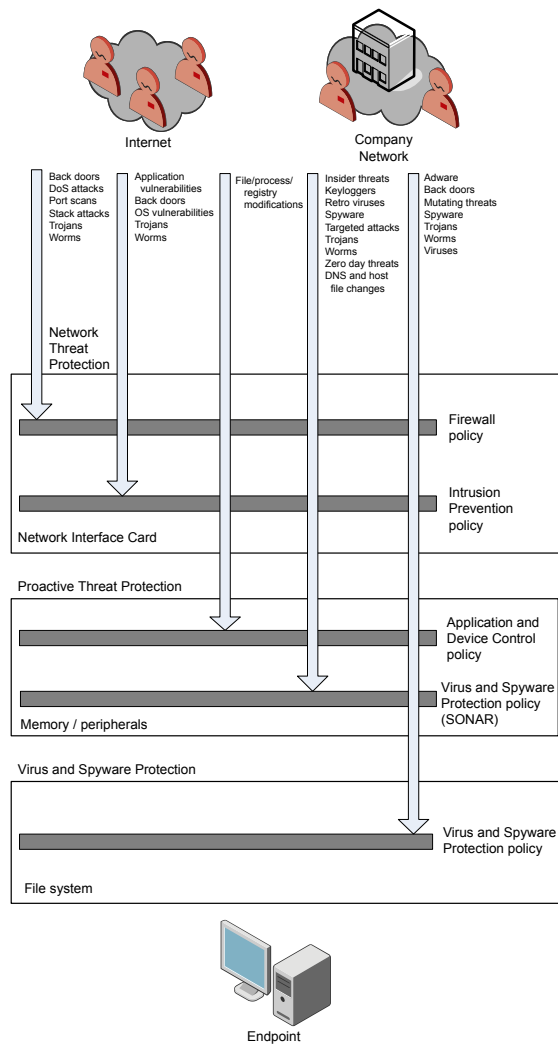 Internet
Company
Network
Back doors
DoS attacks
Port scans
Stack attacks
Trojans
Worms
Application
vulnerabilities
Back doors
OS vulnerabilities
Trojans
Worms
File/process/
registry
modifications
Insider threats
Keyloggers
Retro viruses
Spyware
Targeted attacks
Trojans
Worms
Zero day threats
DNS and host
file changes
Adware
Back doors
Mutating threats
Spyware
Trojans
Worms
Viruses
Network
Threat
Protection
Firewall
policy
Intrusion
Prevention
policy
Network Interface Card
Proactive Threat Protection
Application and
Device Control
policy
Virus and Spyware
Protection policy
(SONAR)
Memory / peripherals
Virus and Spyware Protection
Virus and Spyware
Protection policy
File system
Endpoint